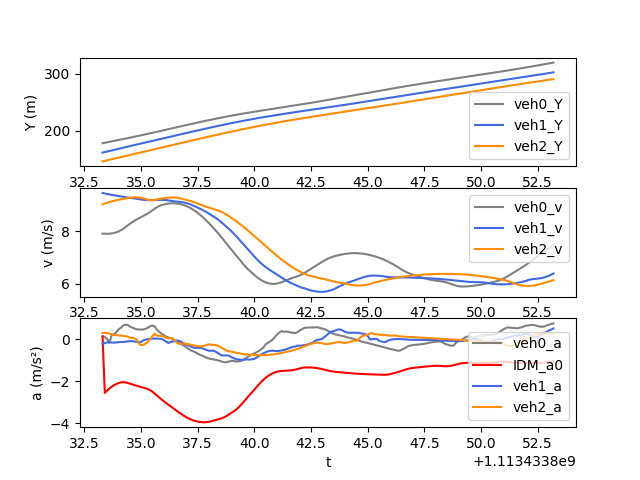 300
200
Y (m)
veh0_Y
veh1_Y
veh2_Y
32.5 35.0 37.5 40.0 42.5 45.0 47.5 50.0 52.5
8
6
v (m/s)
veh0_v
veh1_v
veh2_v
32.5 35.0 37.5 40.0 42.5 45.0 47.5 50.0 52.5
0
−2
−4
a (m/s²)
veh0_a
IDM_a0
veh1_a
veh2_a
32.5 35.0 37.5 40.0 42.5 45.0 47.5 50.0 52.5
t
+1.1134338e9